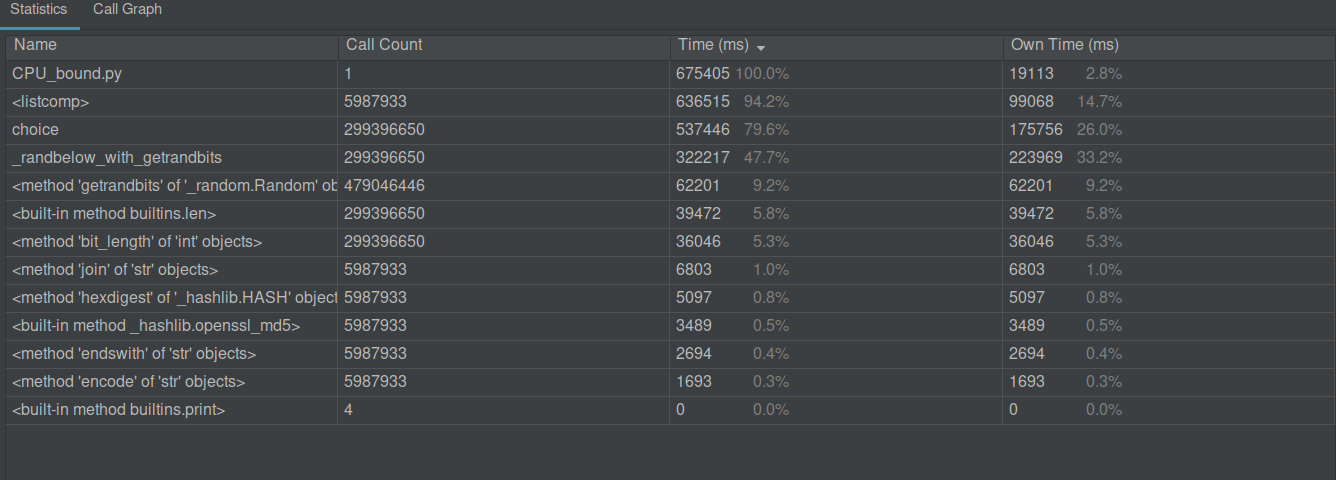 Statistics Call Graph
Name Call Count Time (ms) Own Time (ms)
CPU_bound.py 1 675405 100.0% 19113 2.8%
<listcomp> 5987933 636515 94.2% 99068 14.7%
choice 299396650 537446 79.6% 175756 26.0%
_randbelow_with_getrandbits 299396650 322217 47.7% 223969 33.2%
<method 'getrandbits' of '_random.Random' ob 479046446 62201 9.2% 62201 9.2%
<built-in method builtins.len> 299396650 39472 5.8% 39472 5.8%
<method 'bit_length' of 'int' objects> 299396650 36046 5.3% 36046 5.3%
<method 'join' of 'str' objects> 5987933 6803 1.0% 6803 1.0%
<method 'hexdigest' of '_hashlib.HASH' object 5987933 5097 0.8% 5097 0.8%
<built-in method _hashlib.openssl_md5> 5987933 3489 0.5% 3489 0.5%
<method 'endswith' of 'str' objects> 5987933 2694 0.4% 2694 0.4%
<method 'encode' of 'str' objects> 5987933 1693 0.3% 1693 0.3%
<built-in method builtins.print> 4 0 0.0% 0 0.0%